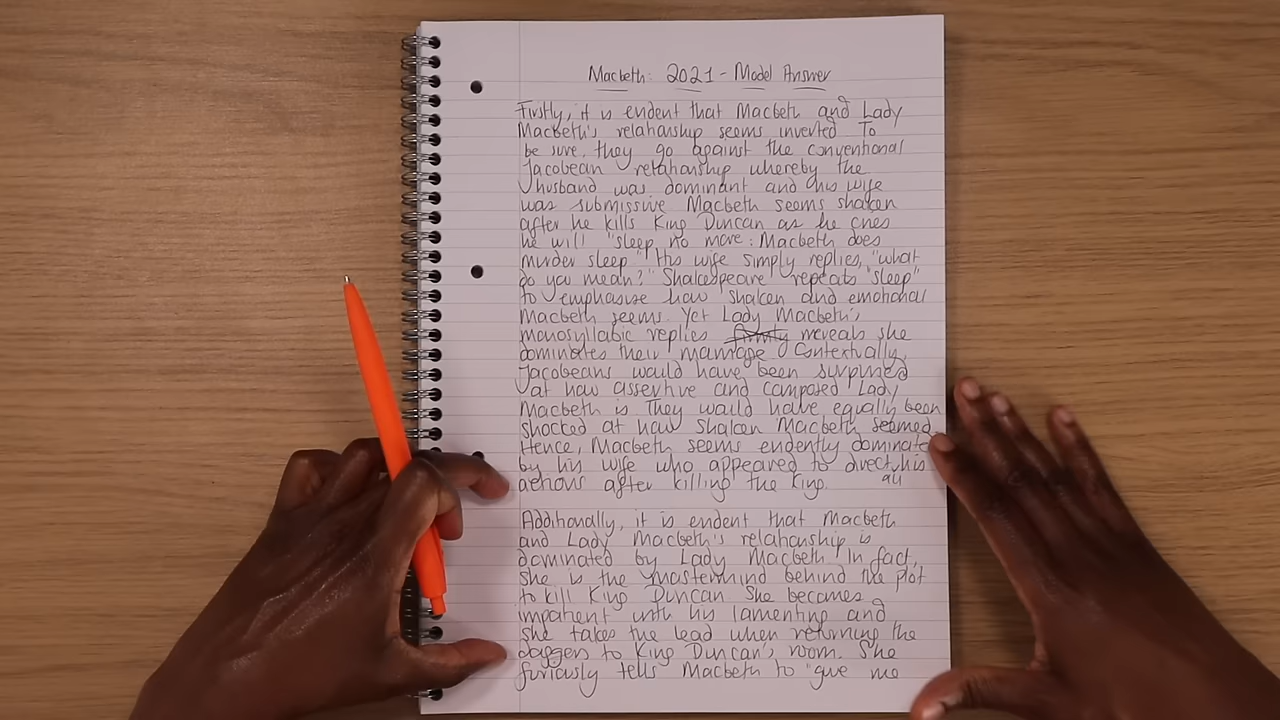 Macbeth: 2021 - Model Answer
Firstly, it is evident that Macbeth and Lady
Macbeth's relationship seems inverted. To
be sure, they go against the conventional
Jacobean relationship whereby the
husband was dominant and his wife
was submissive. Macbeth seems shaken
after he kills King Duncan as he cries
he will "sleep no more: Macbeth does
murder sleep." His wife simply replies, "what
do you mean?" Shakespeare repeats "sleep"
to emphasise how shaken and emotional
Macbeth seems. Yet Lady Macbeth's
monosyllabic replies reveals she
dominates their marriage. Contextually,
Jacobeans would have been surprised
at how assertive and composed Lady
Macbeth is. They would have equally been
shocked at how shaken Macbeth seemed.
Hence, Macbeth seems evidently dominated
by his wife who appeared to direct his
actions after killing the King. all
Additionally, it is evident that Macbeth
and Lady Macbeth's relationship is
dominated by Lady Macbeth. In fact,
she is the mastermind behind the plot
to kill King Duncan. She becomes
impatient with his lamenting and
she takes the lead when returning the
daggers to King Duncan's room. She
furiously tells Macbeth to "give me